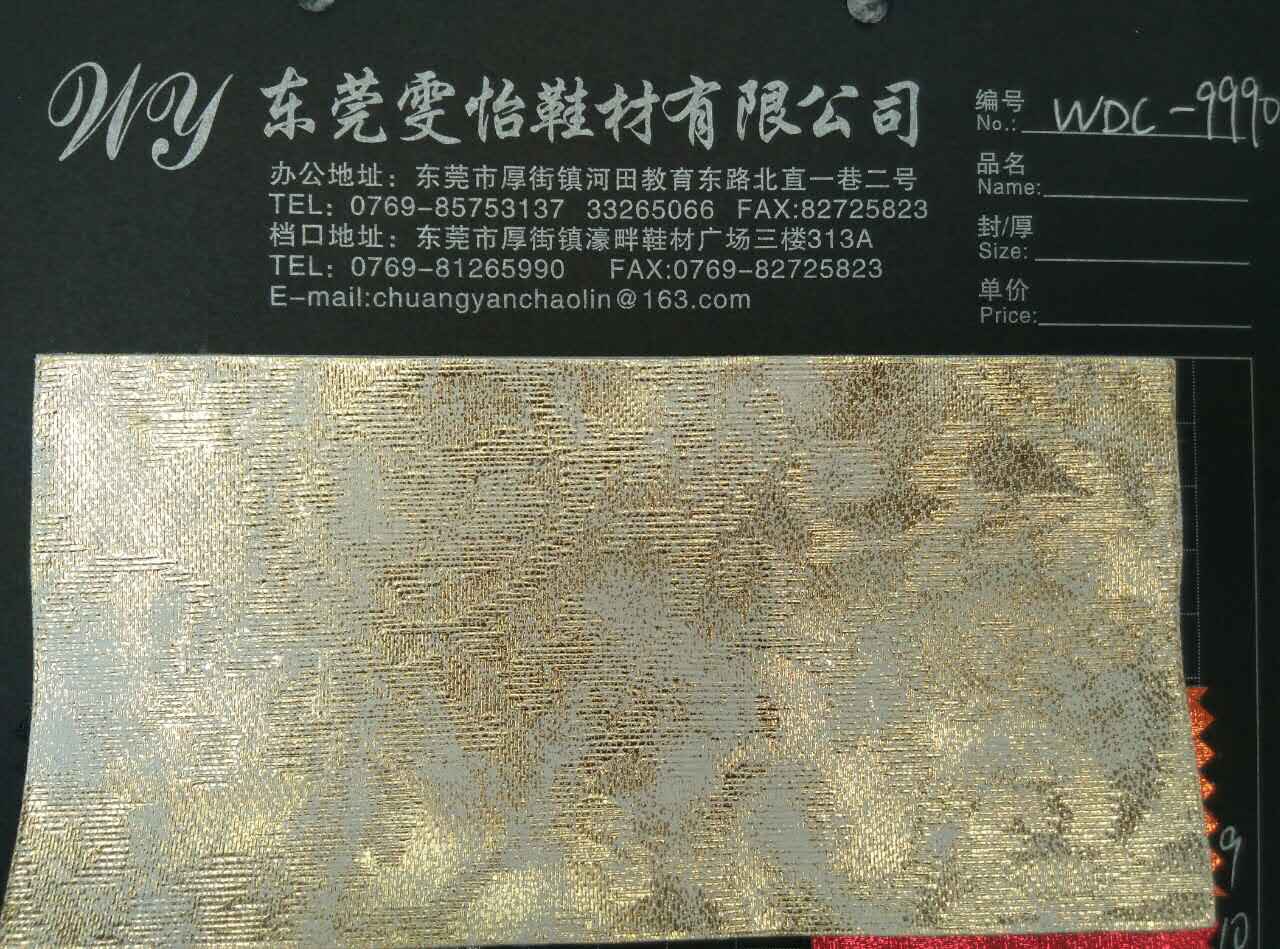 WY 东莞雯怡鞋材有限公司
办公地址：东莞市厚街镇河田教育东路北直一巷二号
TEL：0769-85753137 33265066 FAX:82725823
档口地址：东莞市厚街镇濠畔鞋材广场三楼313A
TEL：0769-81265990 FAX:0769-82725823
E-mail:chuangyanchaolin@163.com
编号
No.: WDC-9990
品名
Name:
封/厚
Size:
单价
Price:
9
10